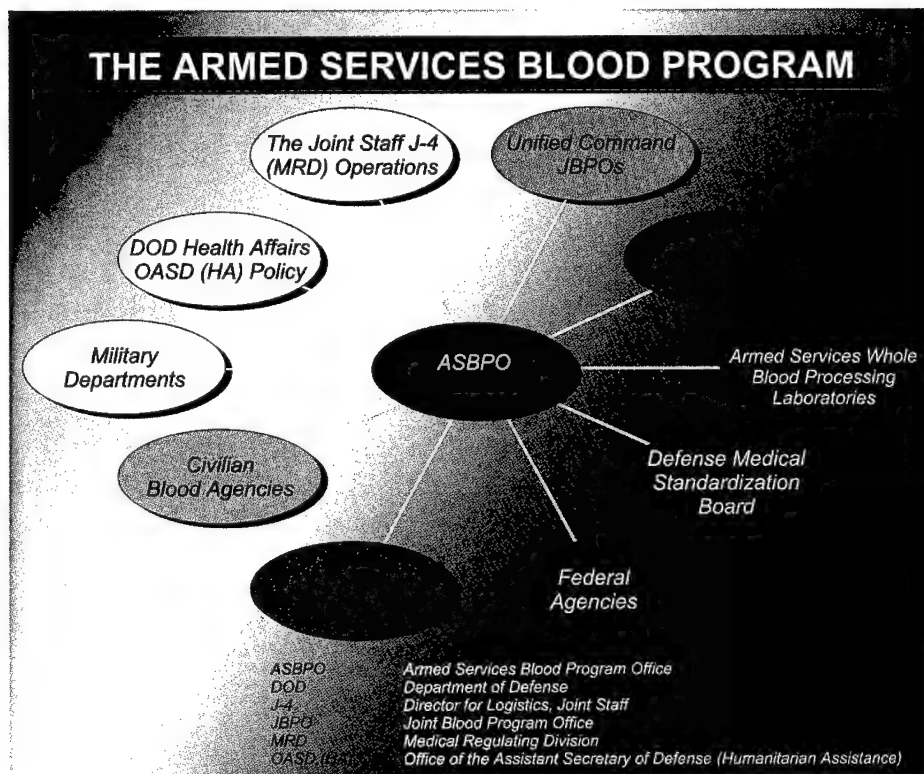 THE ARMED SERVICES BLOOD PROGRAM
The Joint Staff J-4
(MRD) Operations
Unified Command
JBPOs
DOD Health Affairs
OASD (HA) Policy
Military
Departments
ASBPO
Armed Services Whole
Blood Processing
Laboratories
Civilian
Blood Agencies
Defense Medical
Standardization
Board
Federal
Agencies
ASBPO Armed Services Blood Program Office
DOD Department of Defense
J-4 Director for Logistics, Joint Staff
JBPO Joint Blood Program Office
MRD Medical Regulating Division
OASD (HA) Office of the Assistant Secretary of Defense (Humanitarian Assistance)